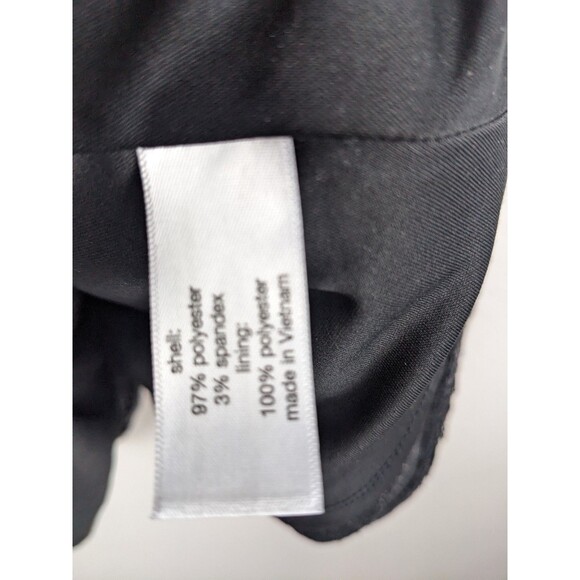 shell:
97% polyester
3% spandex
lining:
100% polyester
made in Vietnam